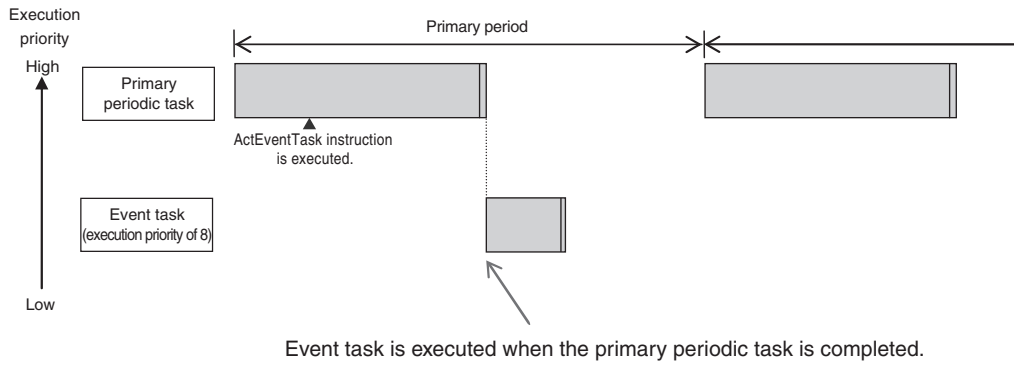 Execution
priority
High
Primary period
Primary
periodic task
ActEventTask instruction
is executed.
Event task
(execution priority of 8)
Low
Event task is executed when the primary periodic task is completed.